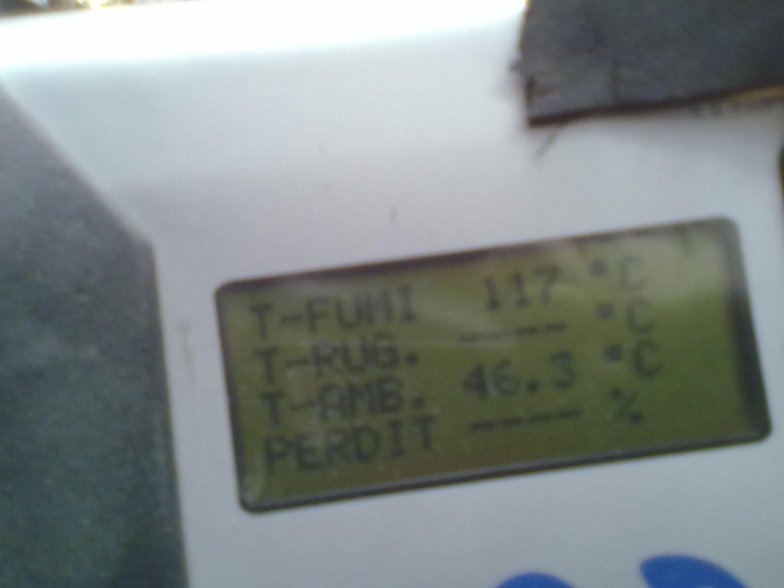 T-FUMI 117 °C
T-RUG. ---- °C
T-AMB. 46.3 °C
PERDIT ---- %